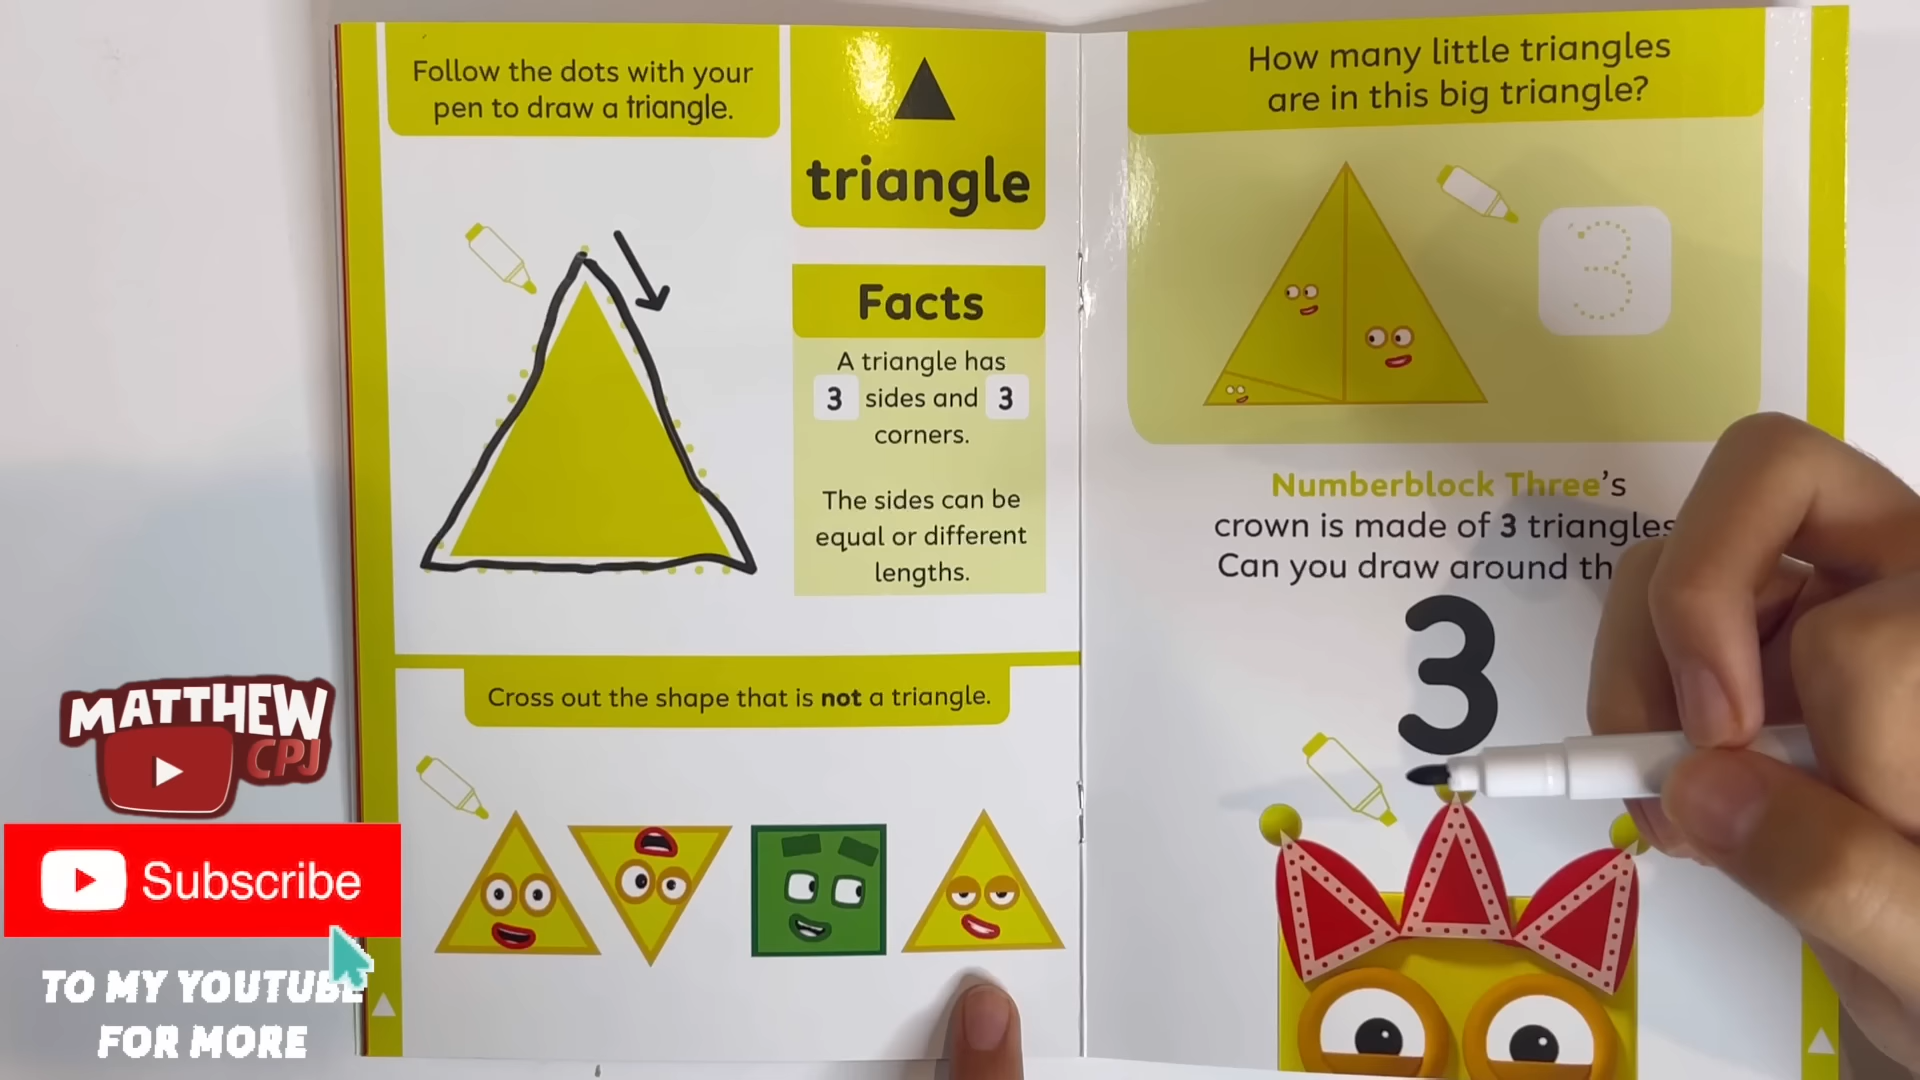 Follow the dots with your
pen to draw a triangle.
triangle
Facts
A triangle has
3 sides and 3
corners.
The sides can be
equal or different
lengths.
Cross out the shape that is not a triangle.
How many little triangles
are in this big triangle?
3
Numberblock Three's
crown is made of 3 triangles
Can you draw around
3
MATTHEW
CPJ
Subscribe
TO MY YOUTUBE
FOR MORE